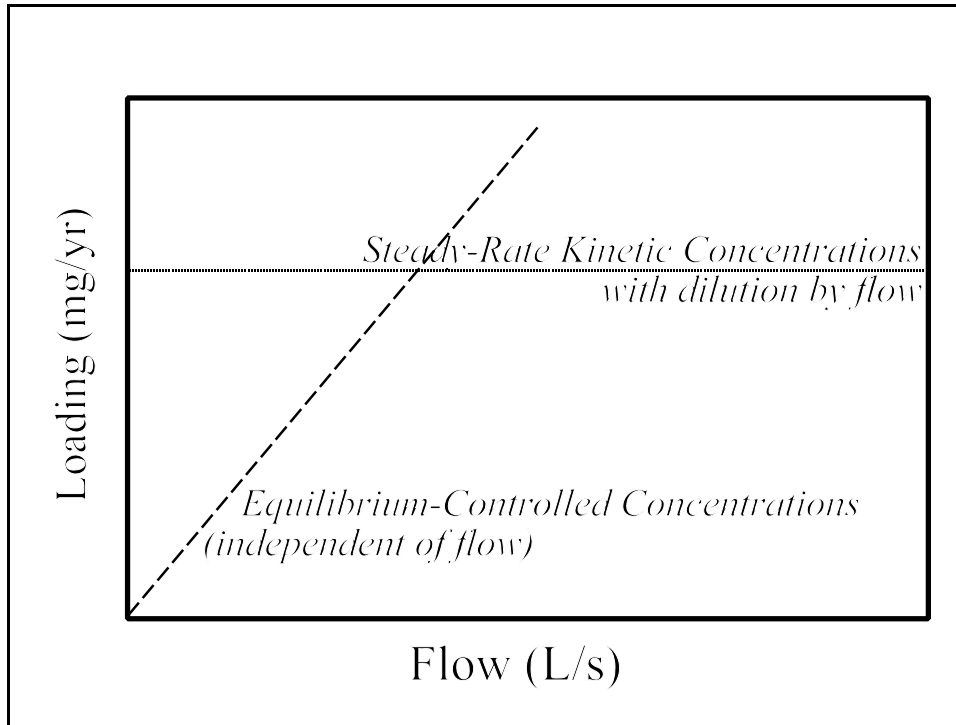 Loading (mg/yr)
Steady-Rate Kinetic Concentrations
with dilution by flow
Equilibrium-Controlled Concentrations
(independent of flow)
Flow (L/s)